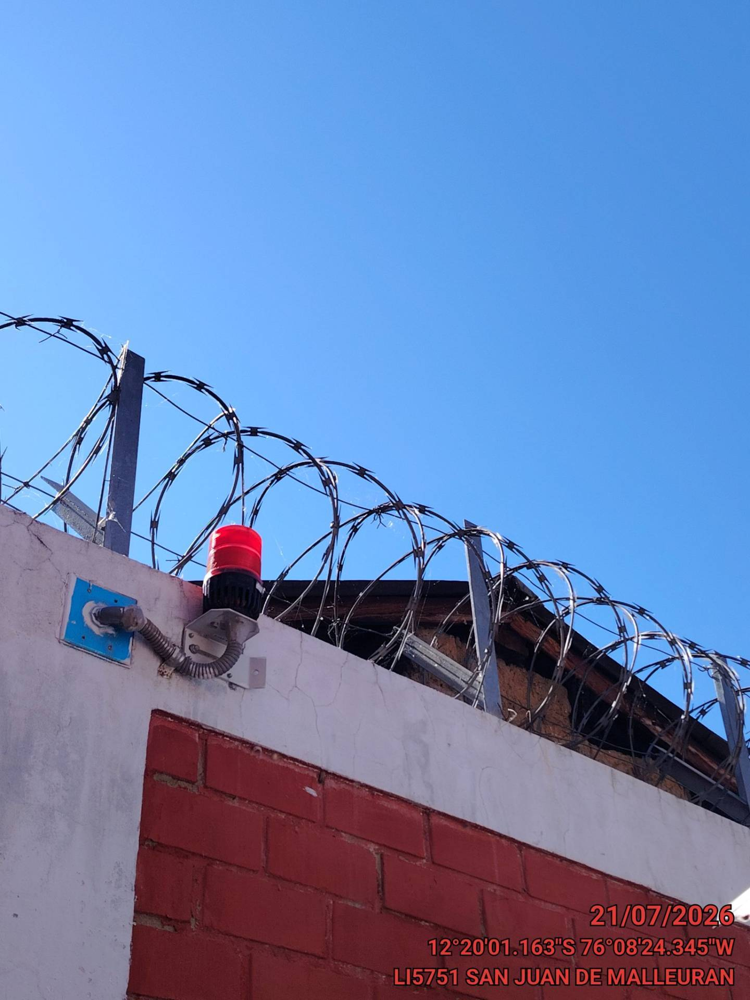 21/07/2026
12°20'01.163"S 76°08'24.345"W
LI5751 SAN JUAN DE MALLEURAN